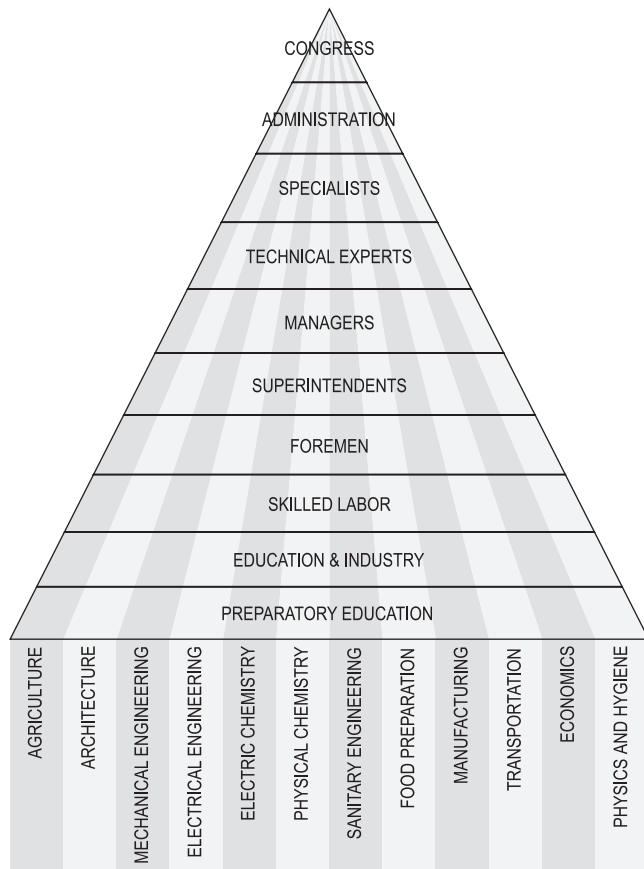 CONGRESS
ADMINISTRATION
SPECIALISTS
TECHNICAL EXPERTS
MANAGERS
SUPERINTENDENTS
FOREMEN
SKILLED LABOR
EDUCATION & INDUSTRY
PREPARATORY EDUCATION
AGRICULTURE
ARCHITECTURE
MECHANICAL ENGINEERING
ELECTRICAL ENGINEERING
ELECTRIC CHEMISTRY
PHYSICAL CHEMISTRY
SANITARY ENGINEERING
FOOD PREPARATION
MANUFACTURING
TRANSPORTATION
ECONOMICS
PHYSICS AND HYGIENE